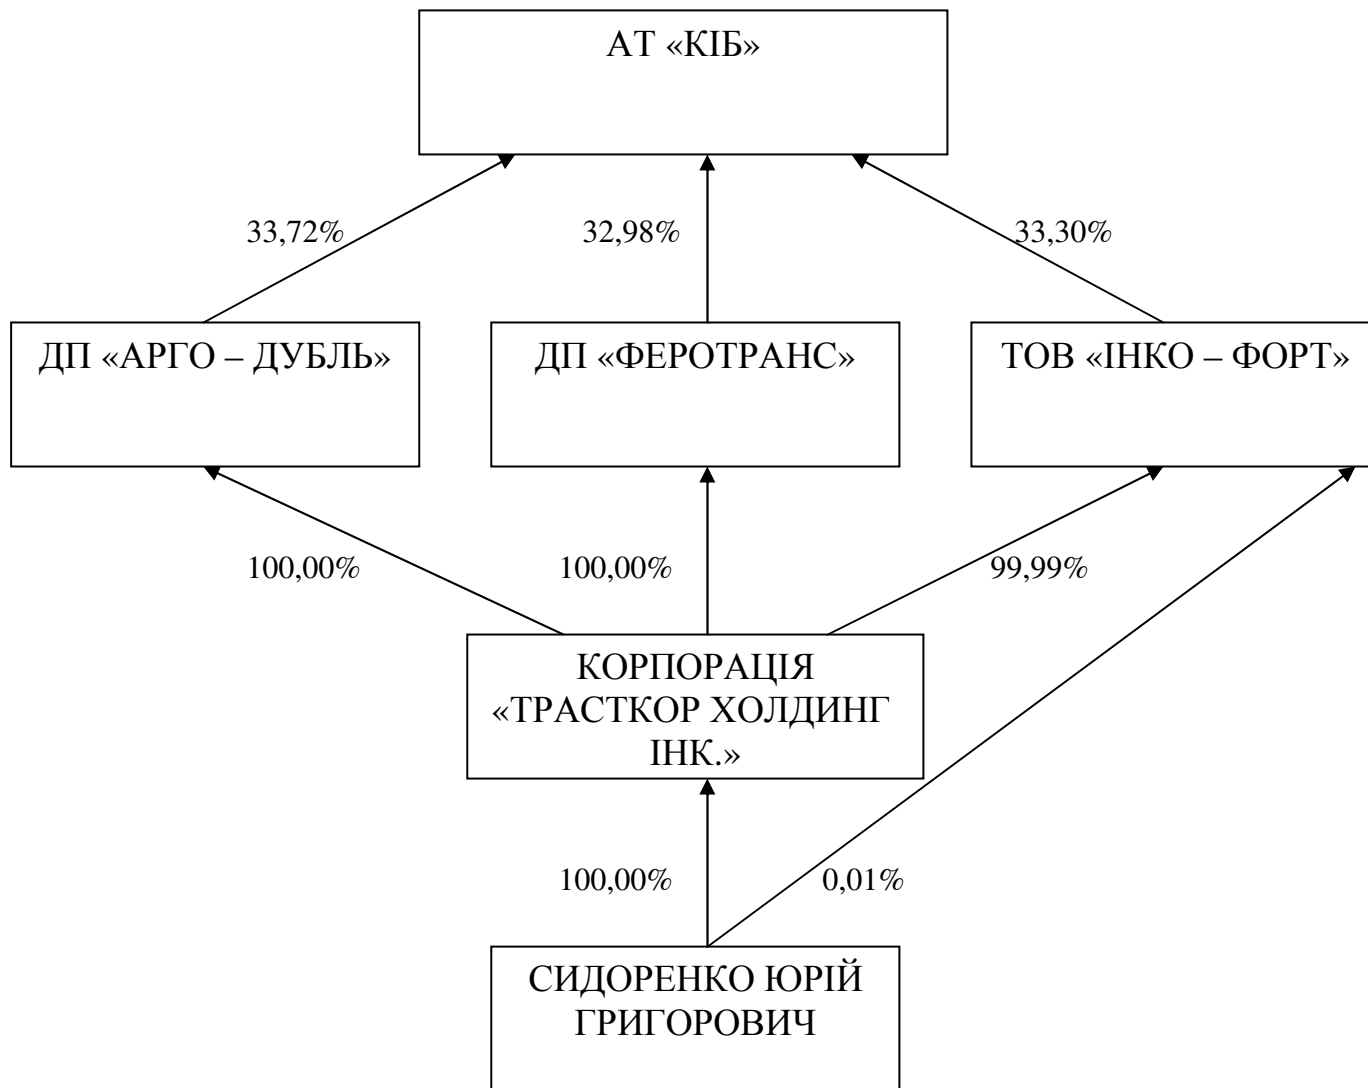 АТ «КІБ»
33,72%
32,98%
33,30%
ДП «АРГО – ДУБЛЬ»
ДП «ФЕРОТРАНС»
ТОВ «ІНКО – ФОРТ»
100,00%
100,00%
99,99%
КОРПОРАЦІЯ
«ТРАСТКОР ХОЛДИНГ
ІНК.»
100,00%
0,01%
СИДОРЕНКО ЮРІЙ
ГРИГОРОВИЧ